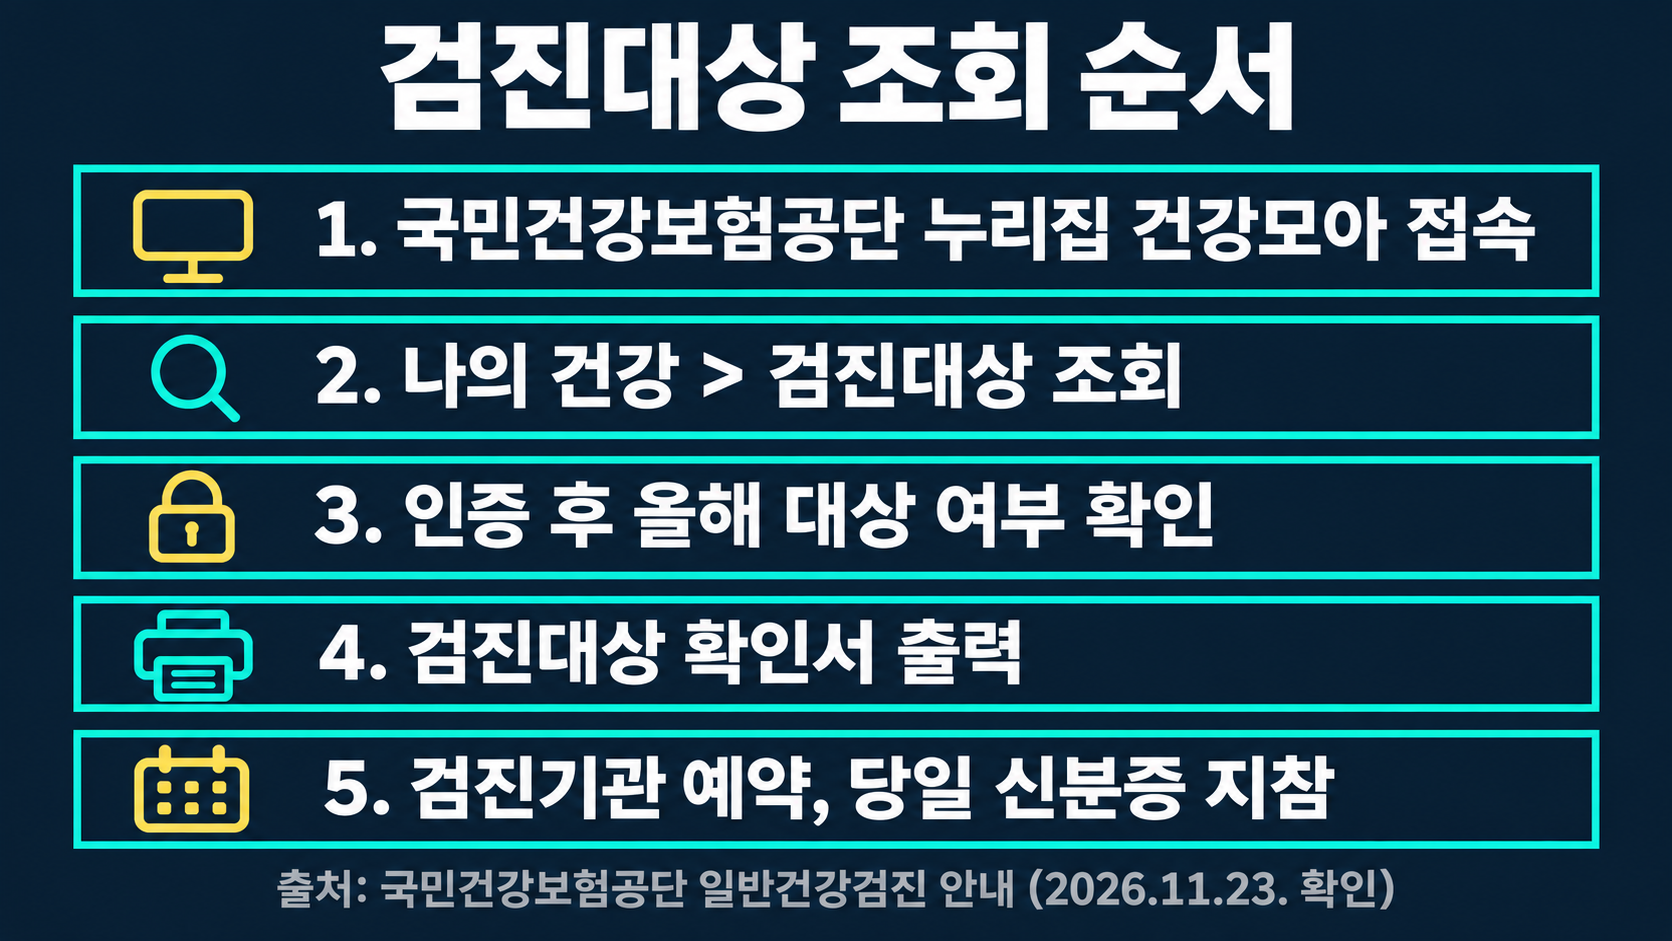 검진대상 조회 순서
1. 국민건강보험공단 누리집 건강모아 접속
2. 나의 건강 > 검진대상 조회
3. 인증 후 올해 대상 여부 확인
4. 검진대상 확인서 출력
5. 검진기관 예약, 당일 신분증 지참
출처: 국민건강보험공단 일반건강검진 안내 (2026.11.23. 확인)